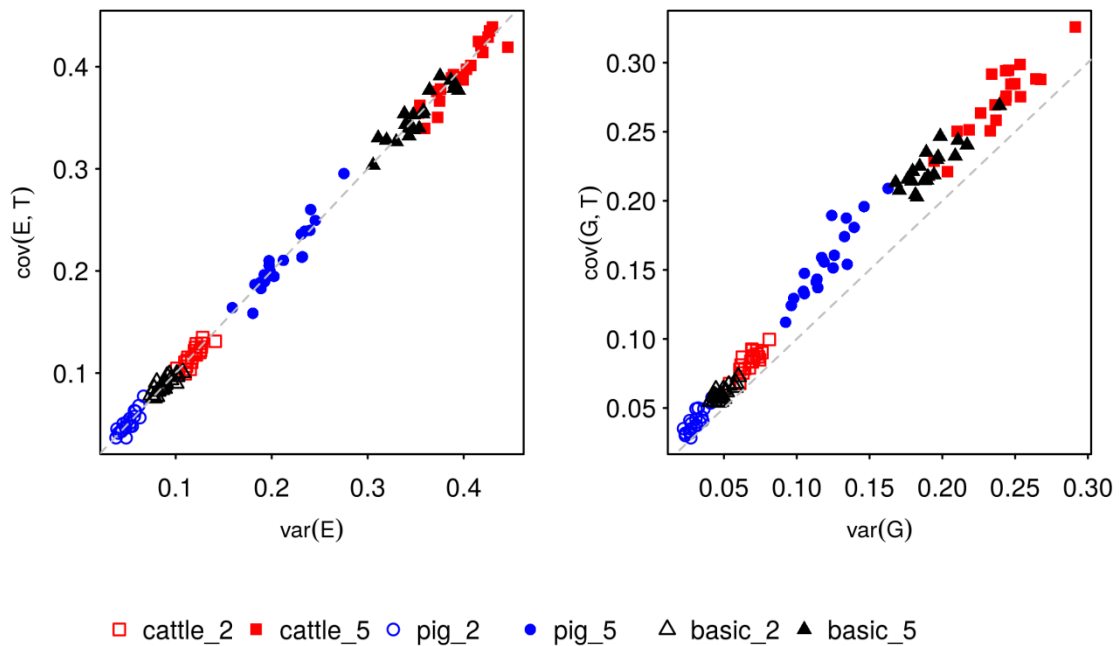 0.4
0.3
0.2
0.1
cov(E, T)
0.1 0.2 0.3 0.4
var(E)
0.30
0.25
0.20
0.15
0.10
0.05
cov(G, T)
0.05 0.10 0.15 0.20 0.25 0.30
var(G)
cattle_2 cattle_5 pig_2 pig_5 basic_2 basic_5